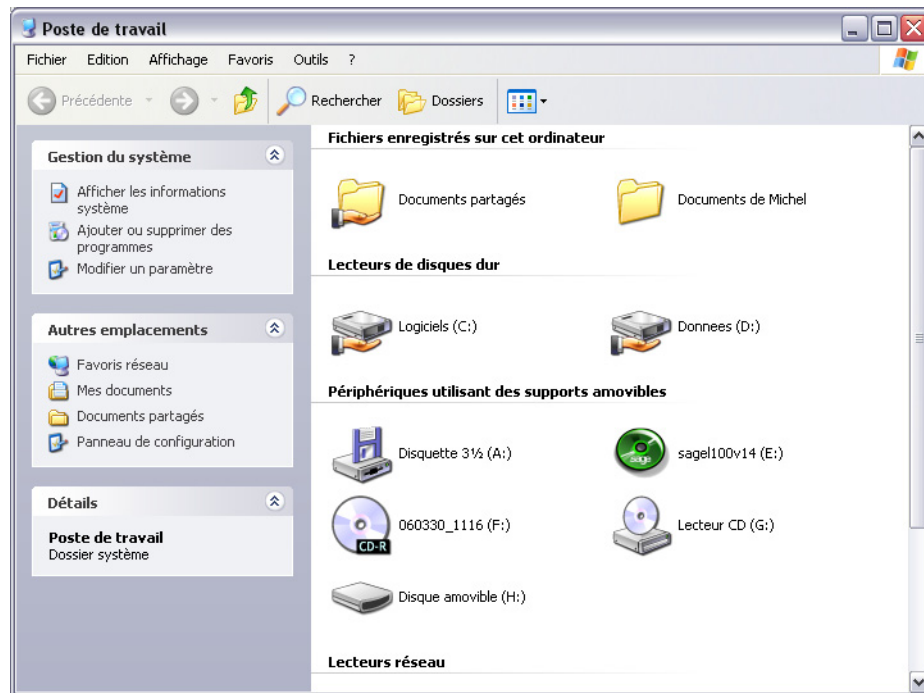 Poste de travail
Fichier Edition Affichage Favoris Outils ?
Précédente Rechercher Dossiers
Gestion du système
Afficher les informations
système
Ajouter ou supprimer des
programmes
Modifier un paramètre
Autres emplacements
Favoris réseau
Mes documents
Documents partagés
Panneau de configuration
Détails
Poste de travail
Dossier système
Fichiers enregistrés sur cet ordinateur
Documents partagés
Documents de Michel
Lecteurs de disques dur
Logiciels (C:)
Donnees (D:)
Périphériques utilisant des supports amovibles
Disquette 3½ (A:)
sage
sagel100v14 (E:)
CD-R
060330_1116 (F:)
Lecteur CD (G:)
Disque amovible (H:)
Lecteurs réseau